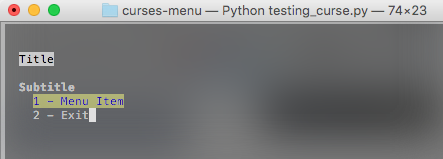 curses-menu — Python testing_curse.py — 74×23
Title
Subtitle
1 - Menu Item
2 - Exit